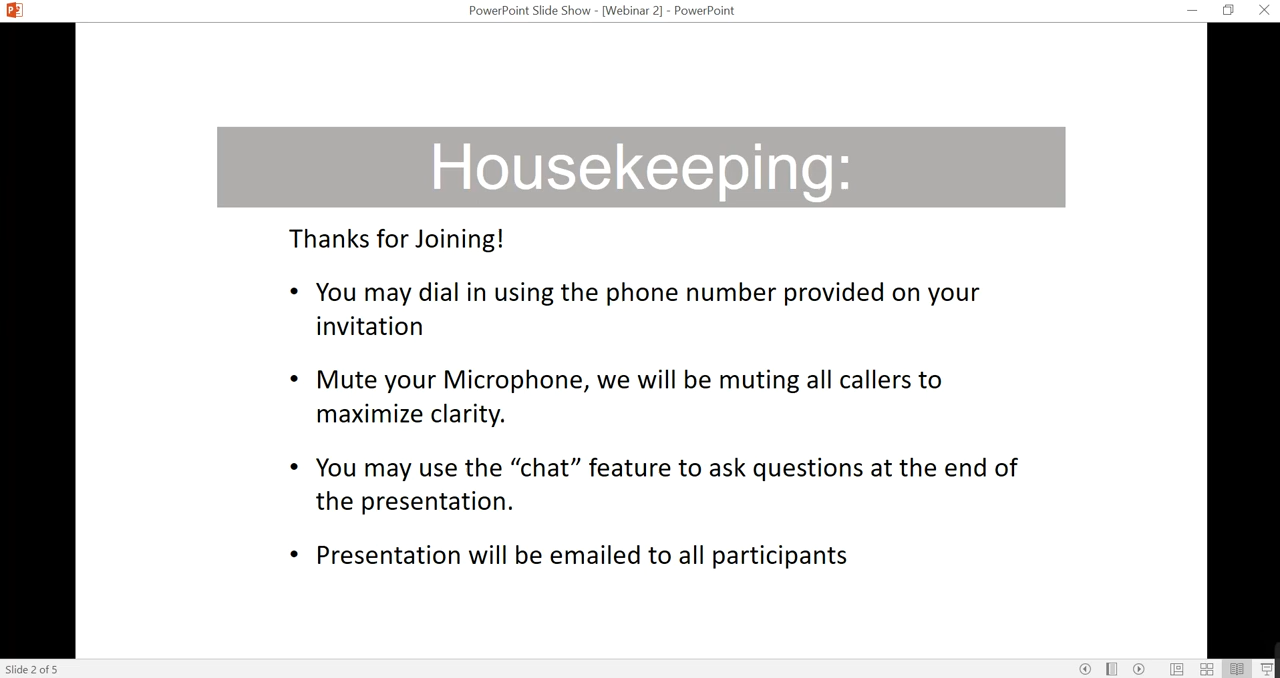 PowerPoint Slide Show - [Webinar 2] - PowerPoint
Housekeeping:
Thanks for Joining!
• You may dial in using the phone number provided on your
invitation
• Mute your Microphone, we will be muting all callers to
maximize clarity.
• You may use the “chat” feature to ask questions at the end of
the presentation.
• Presentation will be emailed to all participants
Slide 2 of 5